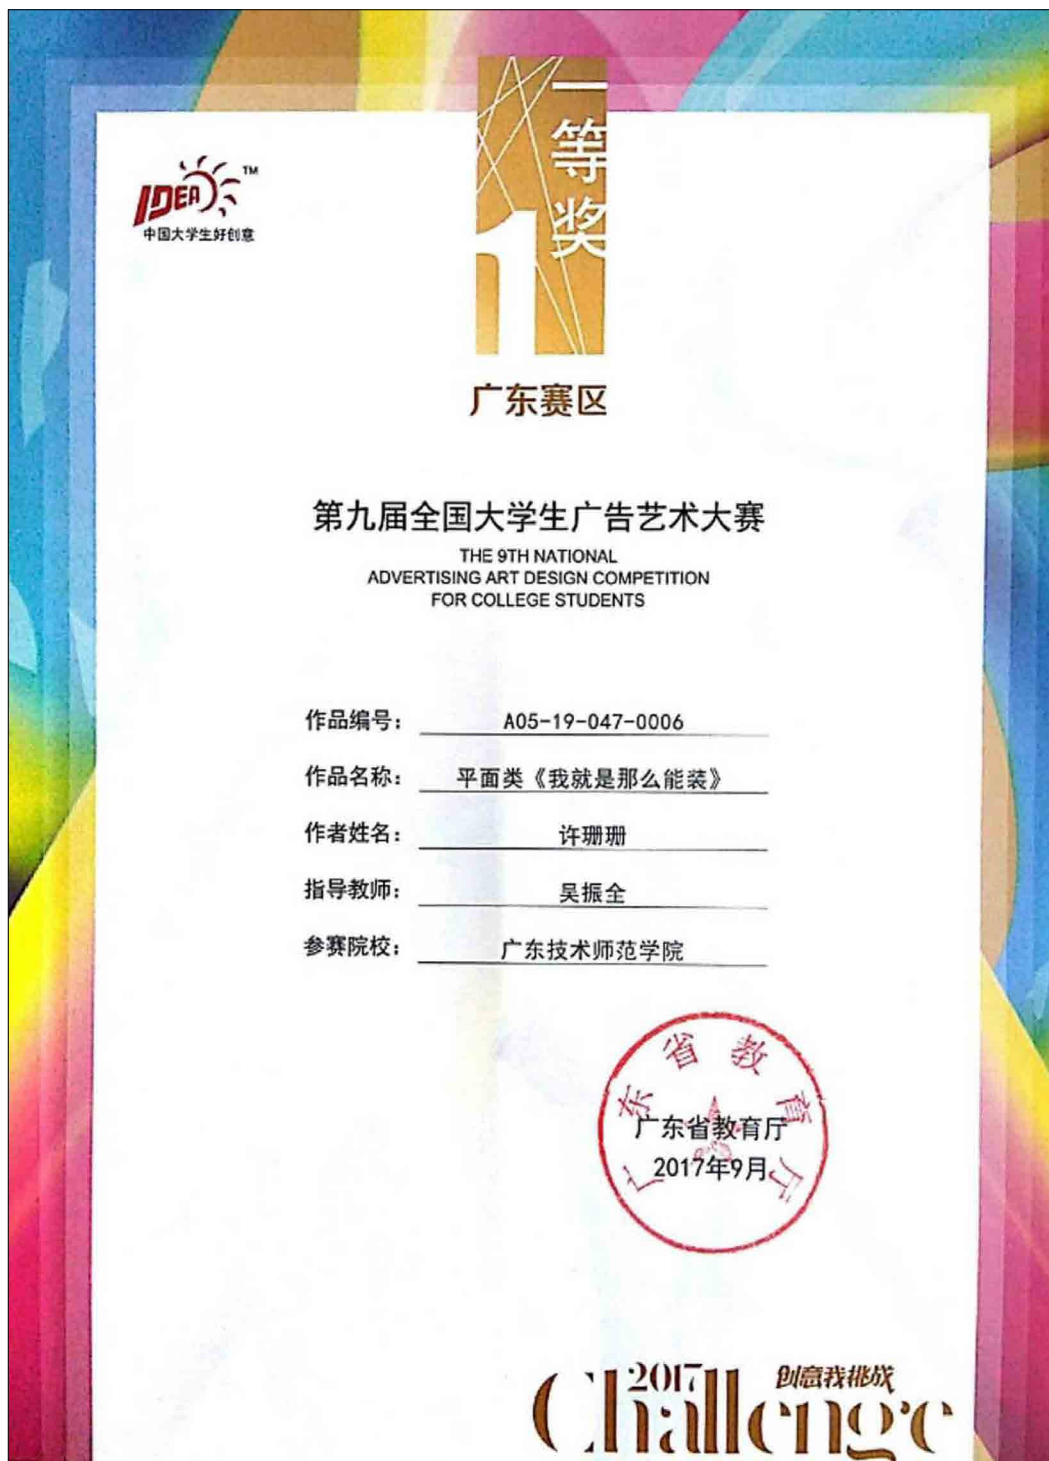 一等奖
1
IDEA TM
中国大学生好创意
广东赛区
第九届全国大学生广告艺术大赛
THE 9TH NATIONAL
ADVERTISING ART DESIGN COMPETITION
FOR COLLEGE STUDENTS
作品编号: A05-19-047-0006
作品名称: 平面类《我就是那么能装》
作者姓名: 许珊珊
指导教师: 吴振全
参赛院校: 广东技术师范学院
广东省教育厅
广东省教育厅
2017年9月
2017 创意我挑战
Challenge